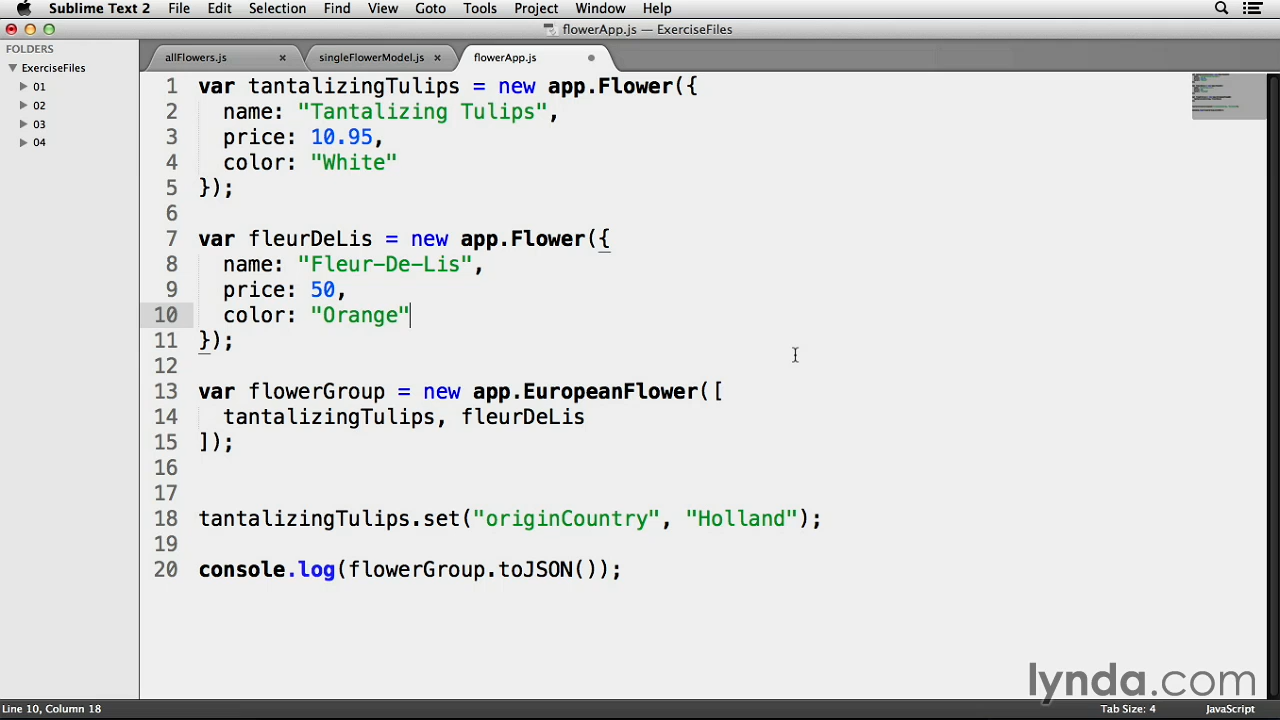 Sublime Text 2 File Edit Selection Find View Goto Tools Project Window Help
flowerApp.js — ExerciseFiles
FOLDERS
ExerciseFiles
01
02
03
04
allFlowers.js × singleFlowerModel.js × flowerApp.js
1 var tantalizingTulips = new app.Flower({
2 name: "Tantalizing Tulips",
3 price: 10.95,
4 color: "White"
5 });
6
7 var fleurDeLis = new app.Flower({
8 name: "Fleur-De-Lis",
9 price: 50,
10 color: "Orange"
11 });
12
13 var flowerGroup = new app.EuropeanFlower([
14 tantalizingTulips, fleurDeLis
15 ]);
16
17
18 tantalizingTulips.set("originCountry", "Holland");
19
20 console.log(flowerGroup.toJSON());
lynda.com
Line 10, Column 18 Tab Size: 4 JavaScript